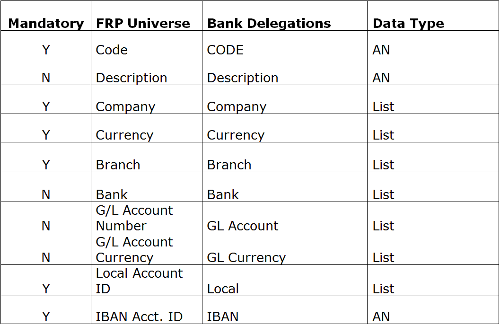 Mandatory FRP Universe Bank Delegations Data Type
Y Code CODE AN
N Description Description AN
Y Company Company List
Y Currency Currency List
Y Branch Branch List
N Bank Bank List
G/L Account
N Number GL Account List
G/L Account
N Currency GL Currency List
Local Account
Y ID Local List
Y IBAN Acct. ID IBAN AN